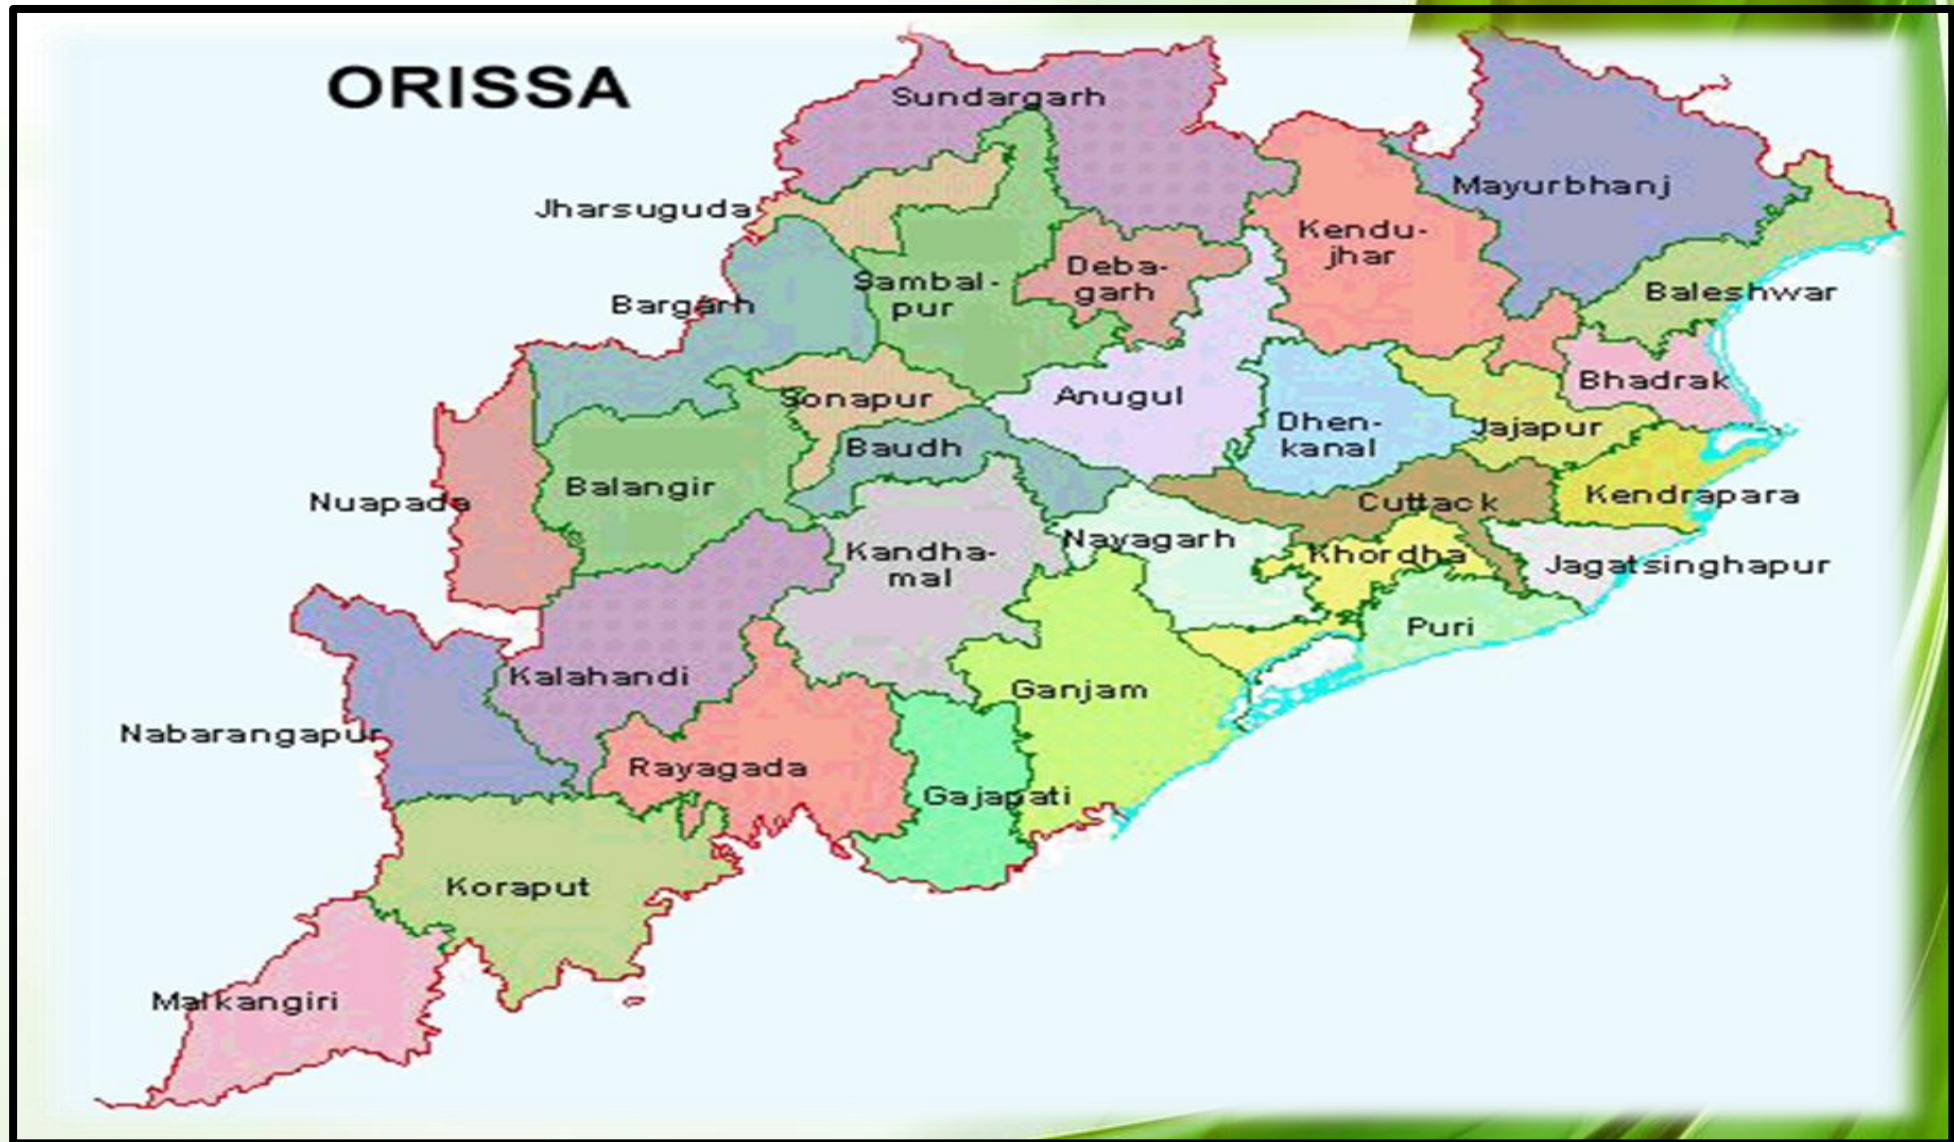 ORISSA
Sundargarh
Mayurbhanj
Jharsuguda
Kendu-
jhar
Deba-
garh
Sambal-
pur
Baleshwar
Bargarh
Bhadrak
Anugul
Sonapur
Dhen-
kanal
Jajapur
Baudh
Balangir
Nuapada
Cuttack
Kendrapara
Nayagarh
Kandha-
mal
Khordha
Jagatsinghapur
Puri
Kalahandi
Ganjam
Nabarangapur
Rayagada
Gajapati
Koraput
Malkangiri